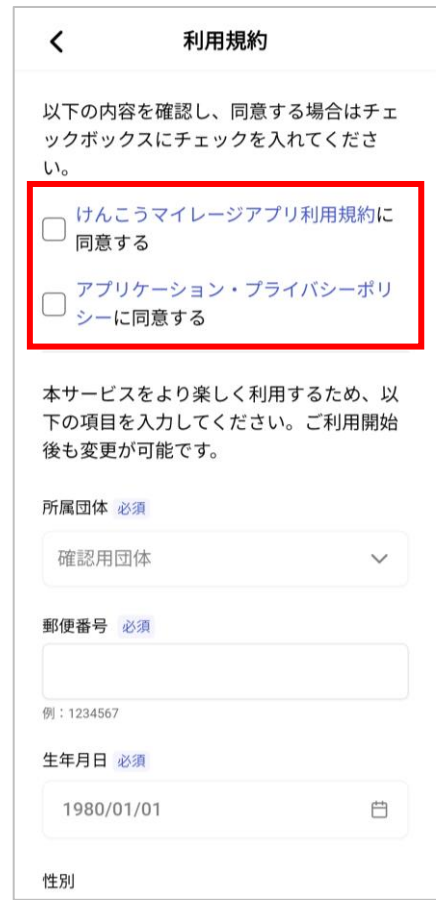 利用規約
以下の内容を確認し、同意する場合はチェ
ックボックスにチェックを入れてくださ
い。
けんこうマイレージアプリ利用規約に
同意する
アプリケーション・プライバシーポリ
シーに同意する
本サービスをより楽しく利用するため、以
下の項目を入力してください。ご利用開始
後も変更が可能です。
所属団体 必須
確認用団体
郵便番号 必須
例：1234567
生年月日 必須
1980/01/01
性別